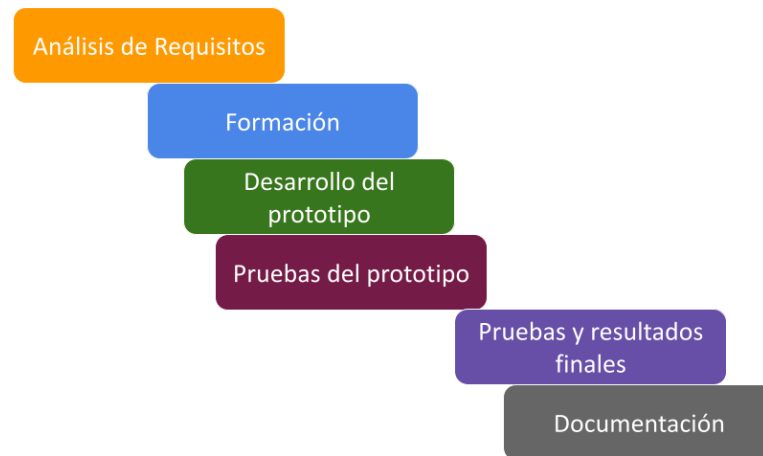 Análisis de Requisitos
Formación
Desarrollo del
prototipo
Pruebas del prototipo
Pruebas y resultados
finales
Documentación